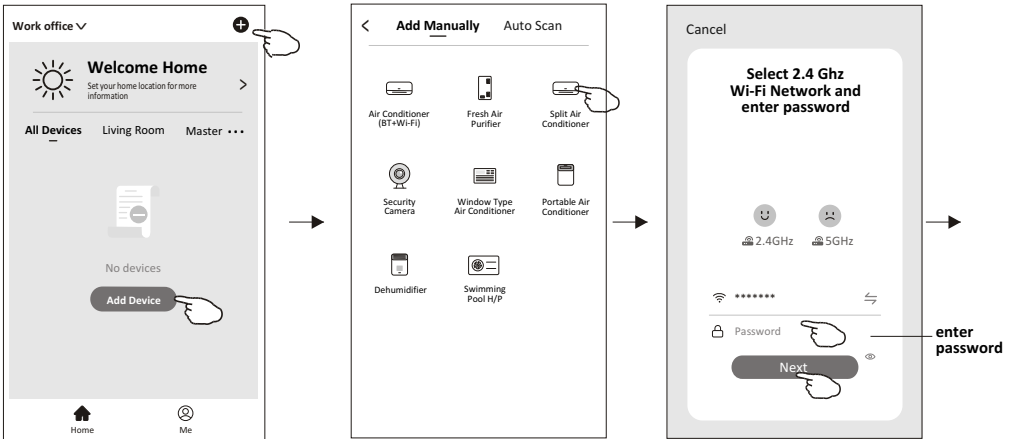 Work office
Welcome Home
Set your home location for more
information
All Devices Living Room Master
No devices
Add Device
Home Me
Add Manually Auto Scan
Air Conditioner
(BT+Wi-Fi)
Fresh Air
Purifier
Split Air
Conditioner
Security
Camera
Window Type
Air Conditioner
Portable Air
Conditioner
Dehumidifier
Swimming
Pool H/P
Cancel
Select 2.4 Ghz
Wi-Fi Network and
enter password
2.4GHz 5GHz
*******
Password
Next
enter
password